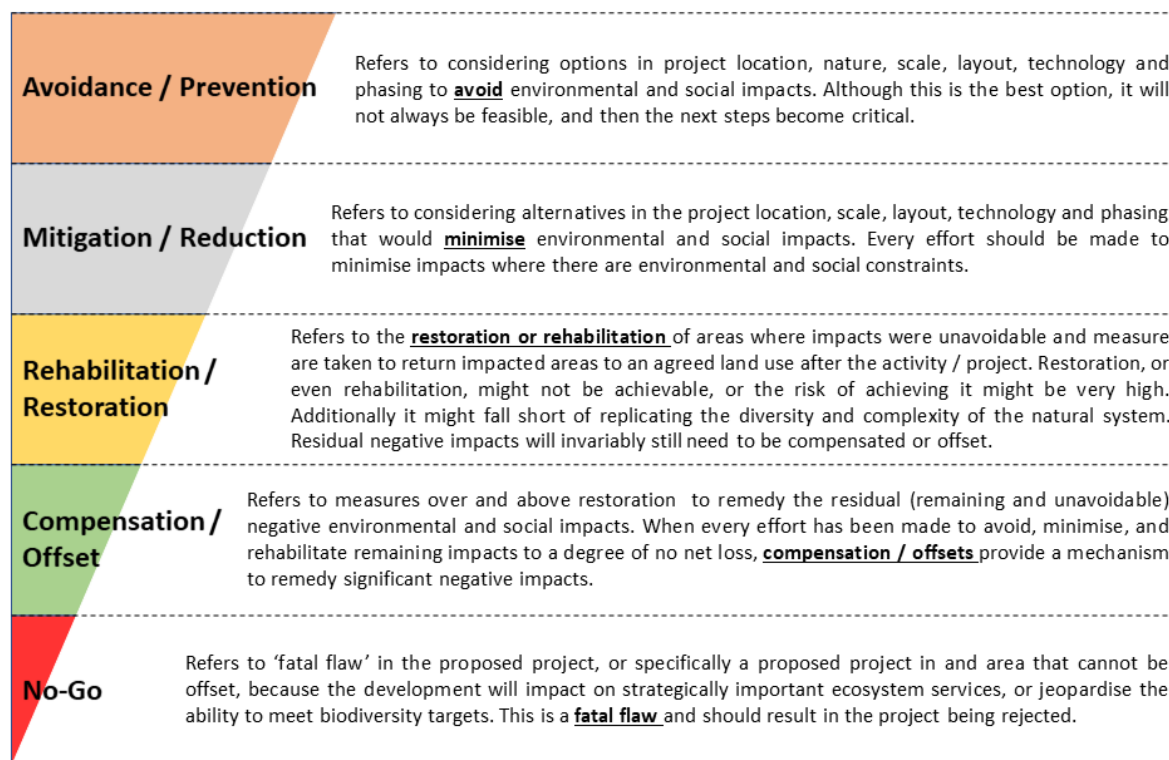 Avoidance / Prevention
Refers to considering options in project location, nature, scale, layout, technology and
phasing to avoid environmental and social impacts. Although this is the best option, it will
not always be feasible, and then the next steps become critical.
Mitigation / Reduction
Refers to considering alternatives in the project location, scale, layout, technology and phasing
that would minimise environmental and social impacts. Every effort should be made to
minimise impacts where there are environmental and social constraints.
Rehabilitation /
Restoration
Refers to the restoration or rehabilitation of areas where impacts were unavoidable and measure
are taken to return impacted areas to an agreed land use after the activity / project. Restoration, or
even rehabilitation, might not be achievable, or the risk of achieving it might be very high.
Additionally it might fall short of replicating the diversity and complexity of the natural system.
Residual negative impacts will invariably still need to be compensated or offset.
Compensation /
Offset
Refers to measures over and above restoration to remedy the residual (remaining and unavoidable)
negative environmental and social impacts. When every effort has been made to avoid, minimise, and
rehabilitate remaining impacts to a degree of no net loss, compensation / offsets provide a mechanism
to remedy significant negative impacts.
No-Go
Refers to ‘fatal flaw’ in the proposed project, or specifically a proposed project in and area that cannot be
offset, because the development will impact on strategically important ecosystem services, or jeopardise the
ability to meet biodiversity targets. This is a fatal flaw and should result in the project being rejected.